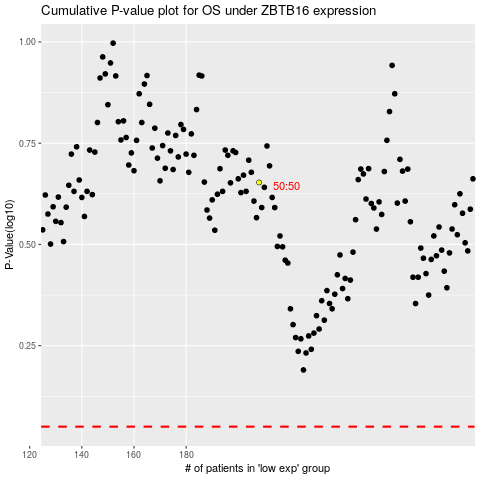 Cumulative P-value plot for OS under ZBTB16 expression
P-Value(log10)
1.00
0.75
0.50
0.25
50:50
120 140 160 180
# of patients in 'low exp' group